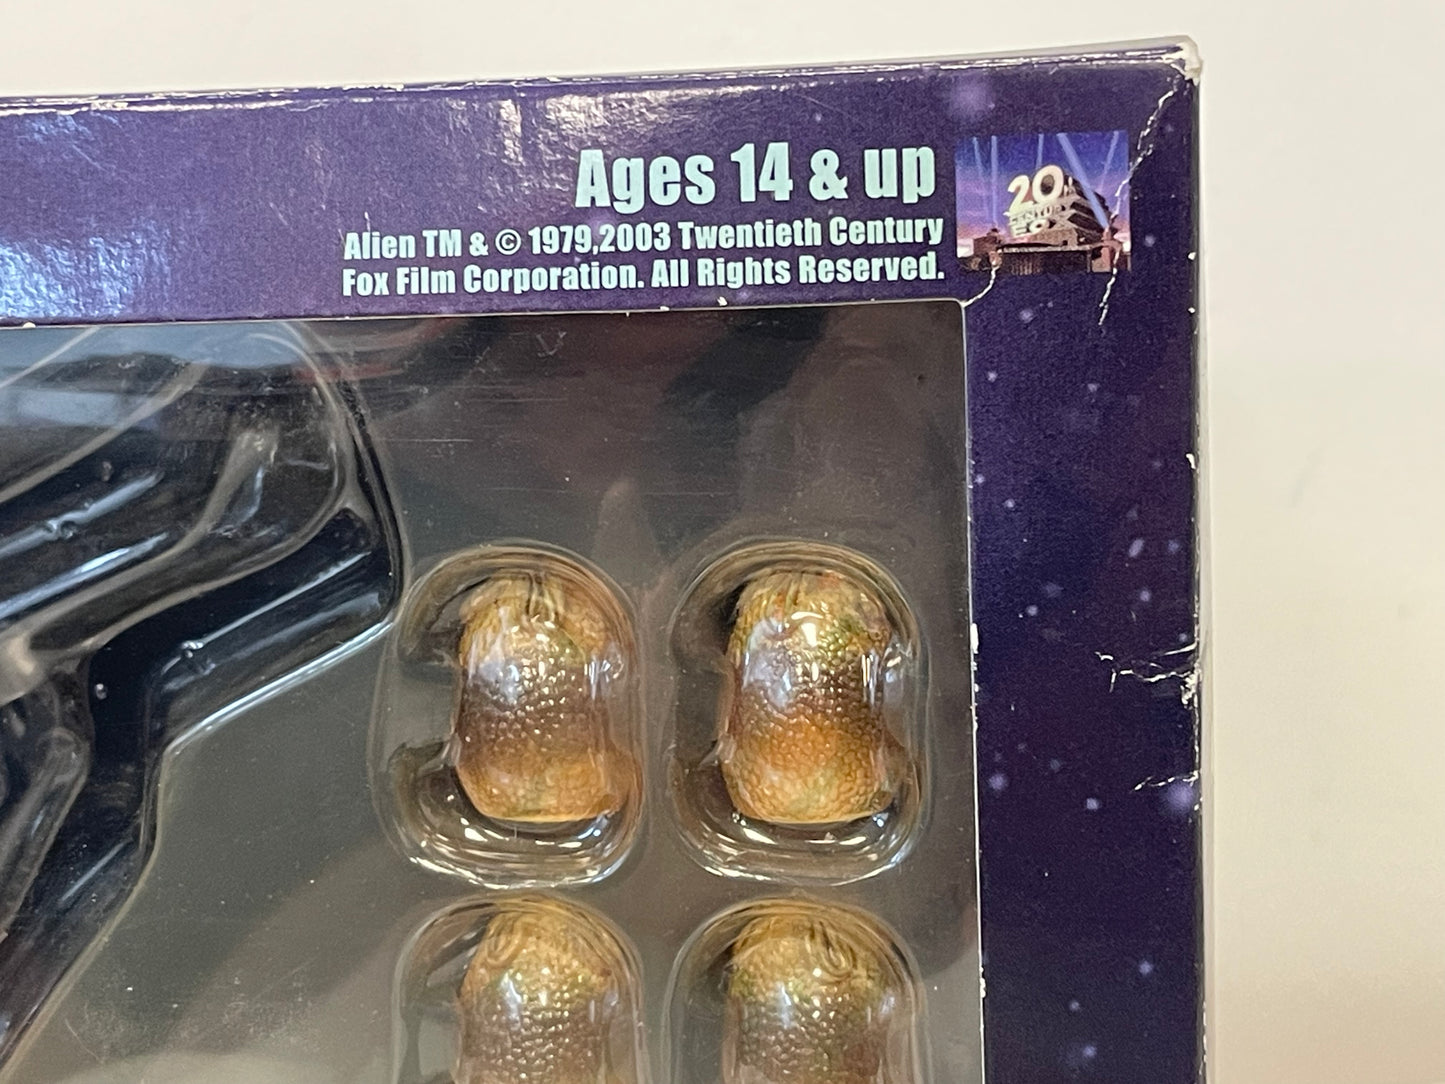 Ages 14 & up
Alien TM & © 1979,2003 Twentieth Century
Fox Film Corporation. All Rights Reserved.
20th
CENTURY
FOX